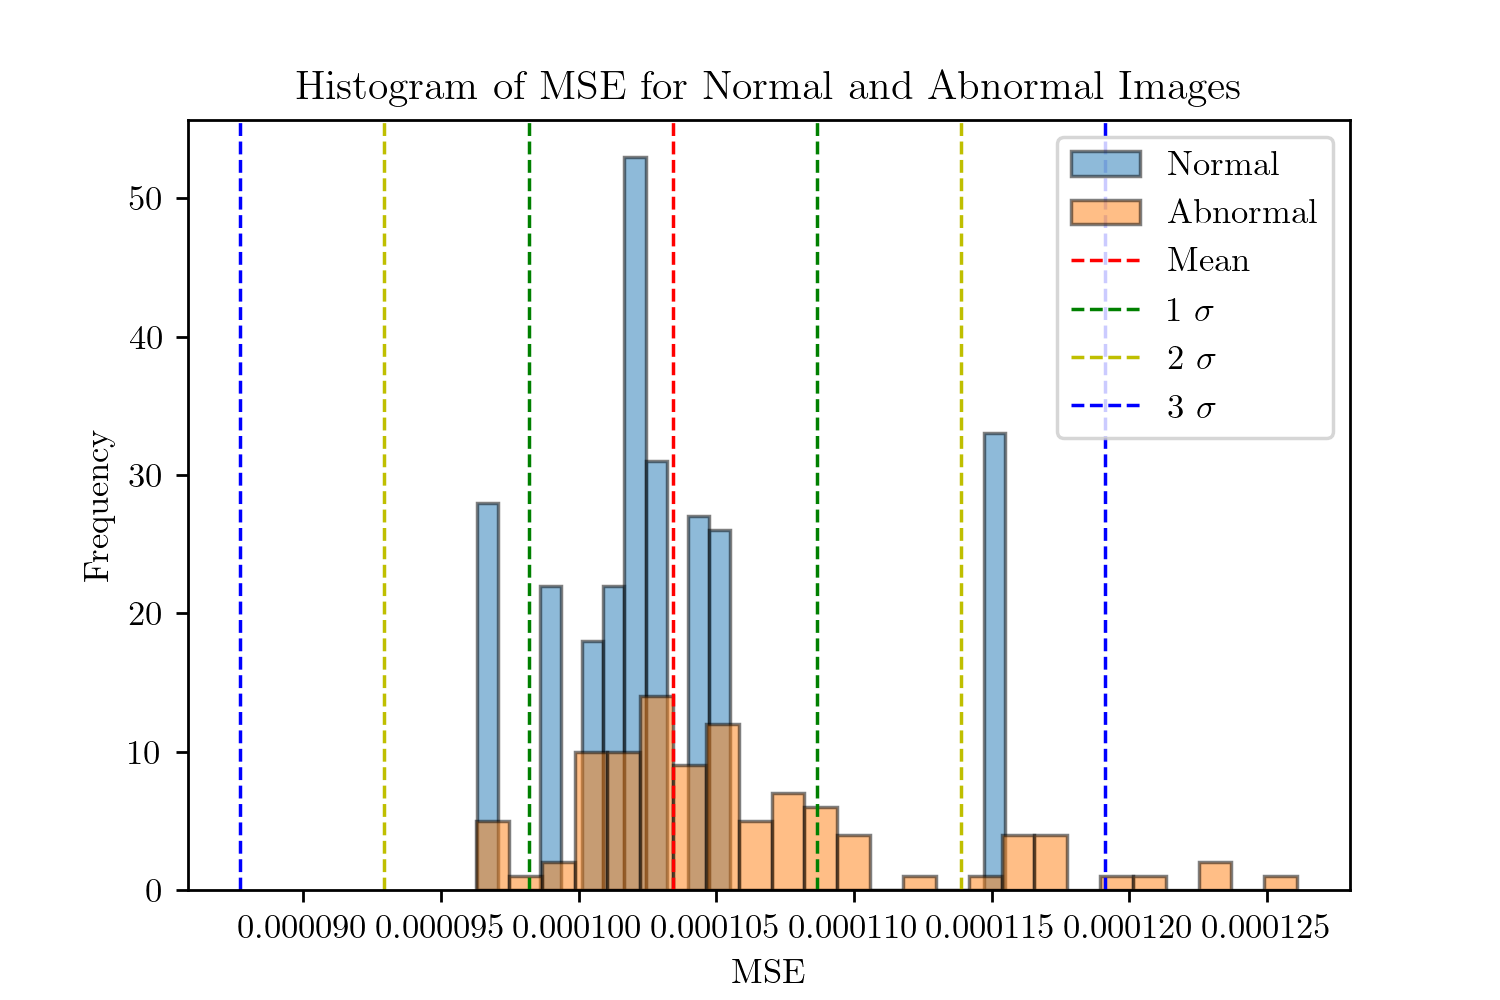 Histogram of MSE for Normal and Abnormal Images
Normal
Abnormal
Mean
1 σ
2 σ
3 σ
Frequency
50
40
30
20
10
0
0.000090 0.000095 0.000100 0.000105 0.000110 0.000115 0.000120 0.000125
MSE